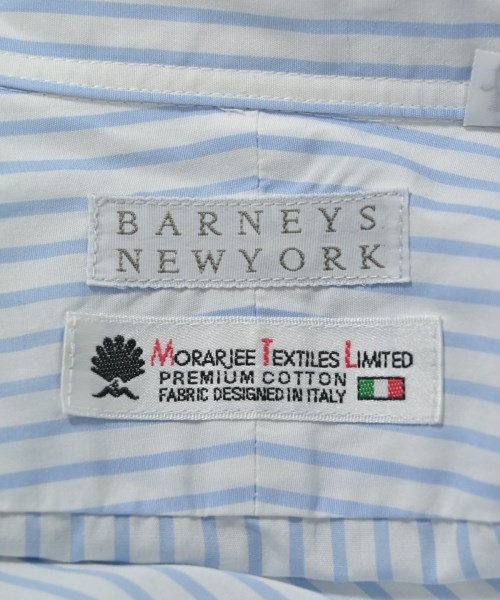 BARNEYS
NEWYORK
MORARJEE TEXTILES LIMITED
PREMIUM COTTON
FABRIC DESIGNED IN ITALY